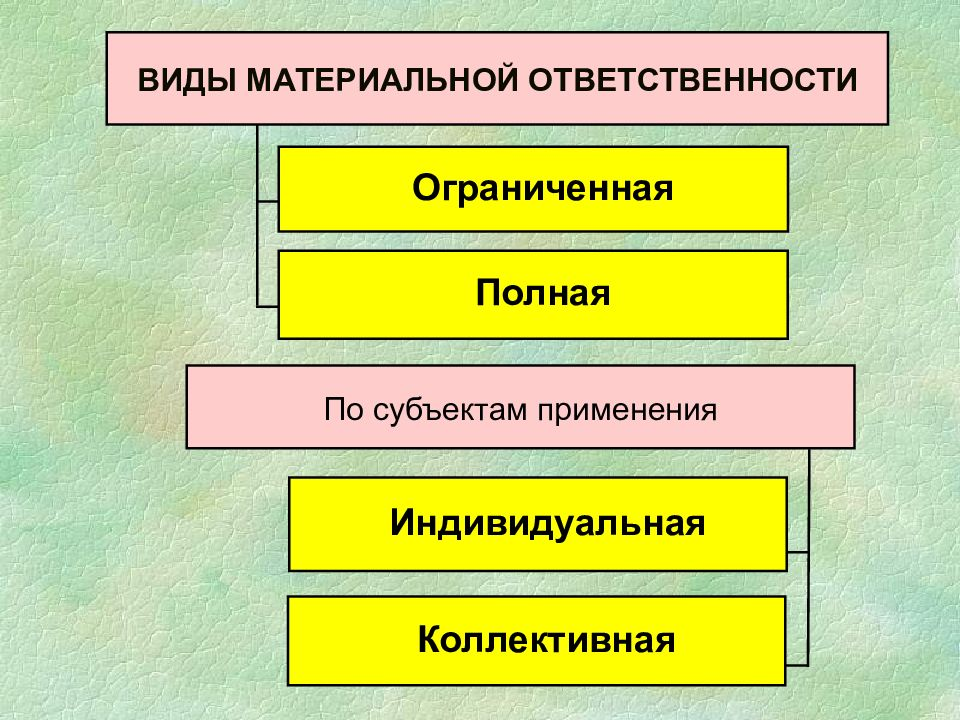 ВИДЫ МАТЕРИАЛЬНОЙ ОТВЕТСТВЕННОСТИ
Ограниченная
Полная
По субъектам применения
Индивидуальная
Коллективная